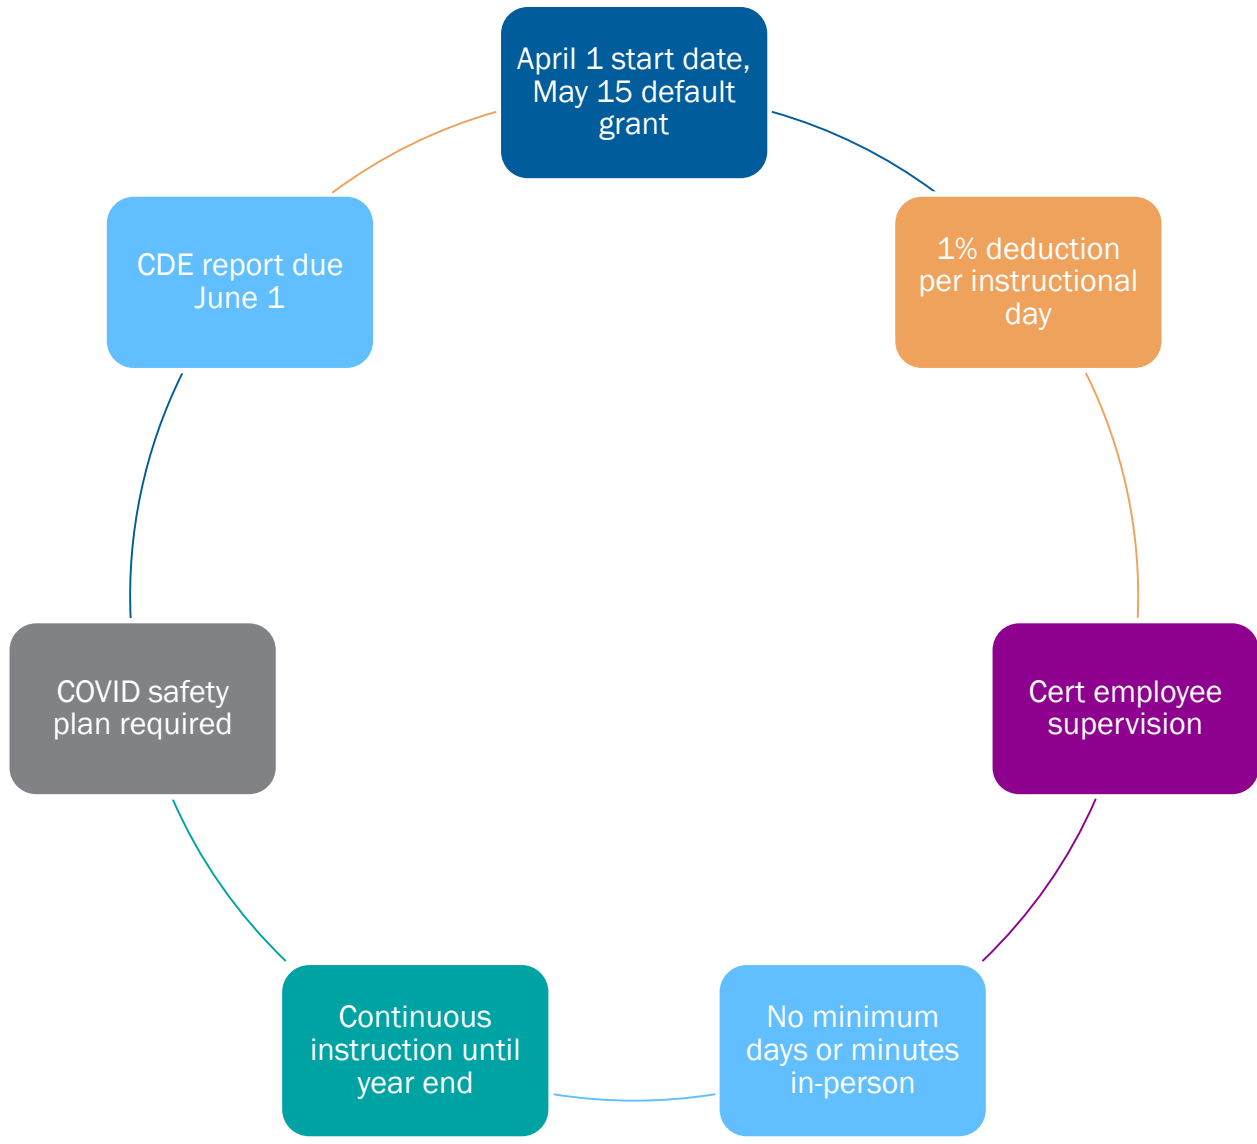 April 1 start date,
May 15 default
grant
1% deduction
per instructional
day
Cert employee
supervision
No minimum
days or minutes
in-person
Continuous
instruction until
year end
COVID safety
plan required
CDE report due
June 1